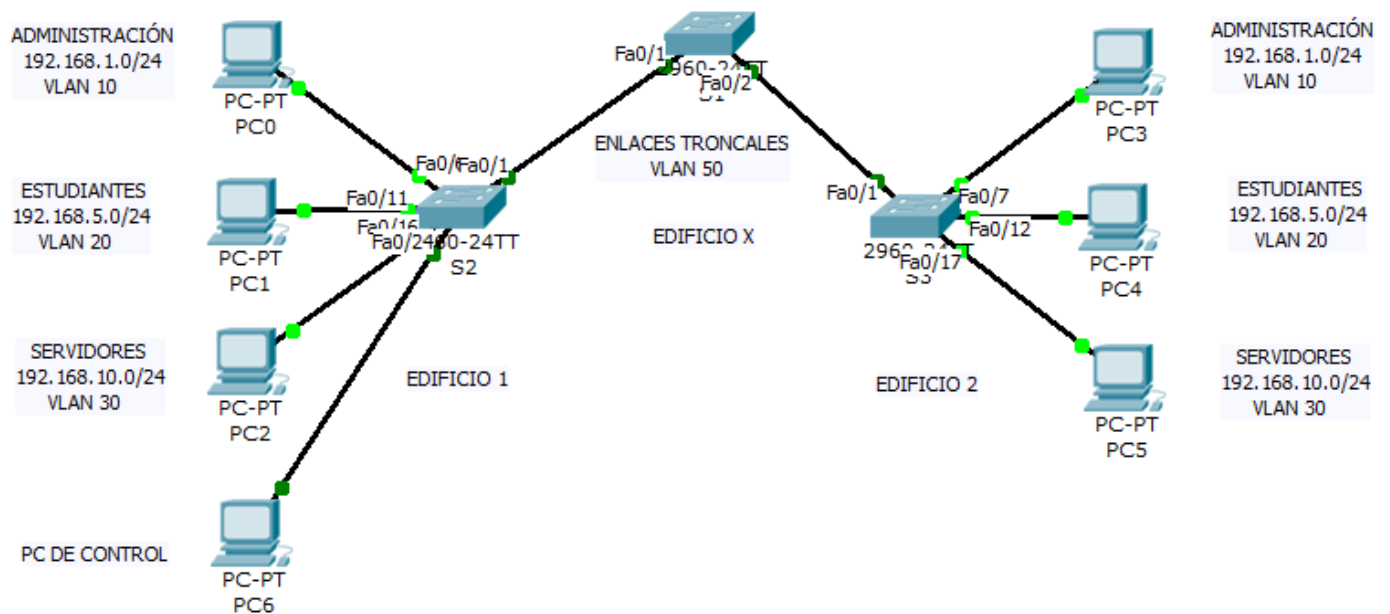 ADMINISTRACIÓN
192.168.1.0/24
VLAN 10
PC-PT
PC0
ESTUDIANTES
192.168.5.0/24
VLAN 20
PC-PT
PC1
SERVIDORES
192.168.10.0/24
VLAN 30
PC-PT
PC2
PC DE CONTROL
PC-PT
PC6
Fa0/1
Fa0/11
Fa0/24
S2
EDIFICIO 1
Fa0/1
Fa0/2
ENLACES TRONCALES
VLAN 50
EDIFICIO X
Fa0/1
Fa0/7
Fa0/12
Fa0/17
EDIFICIO 2
ADMINISTRACIÓN
192.168.1.0/24
VLAN 10
PC-PT
PC3
ESTUDIANTES
192.168.5.0/24
VLAN 20
PC-PT
PC4
SERVIDORES
192.168.10.0/24
VLAN 30
PC-PT
PC5